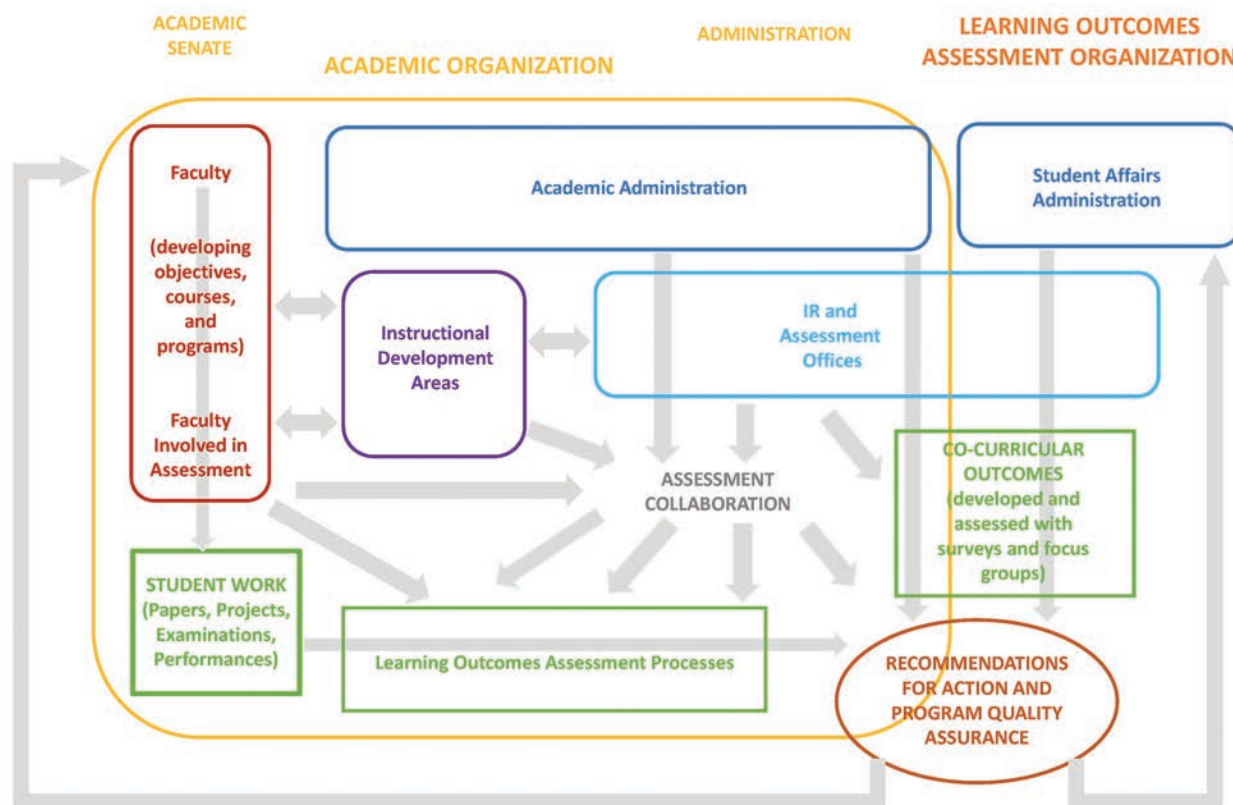 ACADEMIC
SENATE
ADMINISTRATION
LEARNING OUTCOMES
ASSESSMENT ORGANIZATION
ACADEMIC ORGANIZATION
Faculty
(developing
objectives,
courses,
and
programs)
Faculty
Involved in
Assessment
Academic Administration
Student Affairs
Administration
Instructional
Development
Areas
IR and
Assessment
Offices
ASSESSMENT
COLLABORATION
CO-CURRICULAR
OUTCOMES
(developed and
assessed with
surveys and focus
groups)
STUDENT WORK
(Papers, Projects,
Examinations,
Performances)
Learning Outcomes Assessment Processes
RECOMMENDATIONS
FOR ACTION AND
PROGRAM QUALITY
ASSURANCE